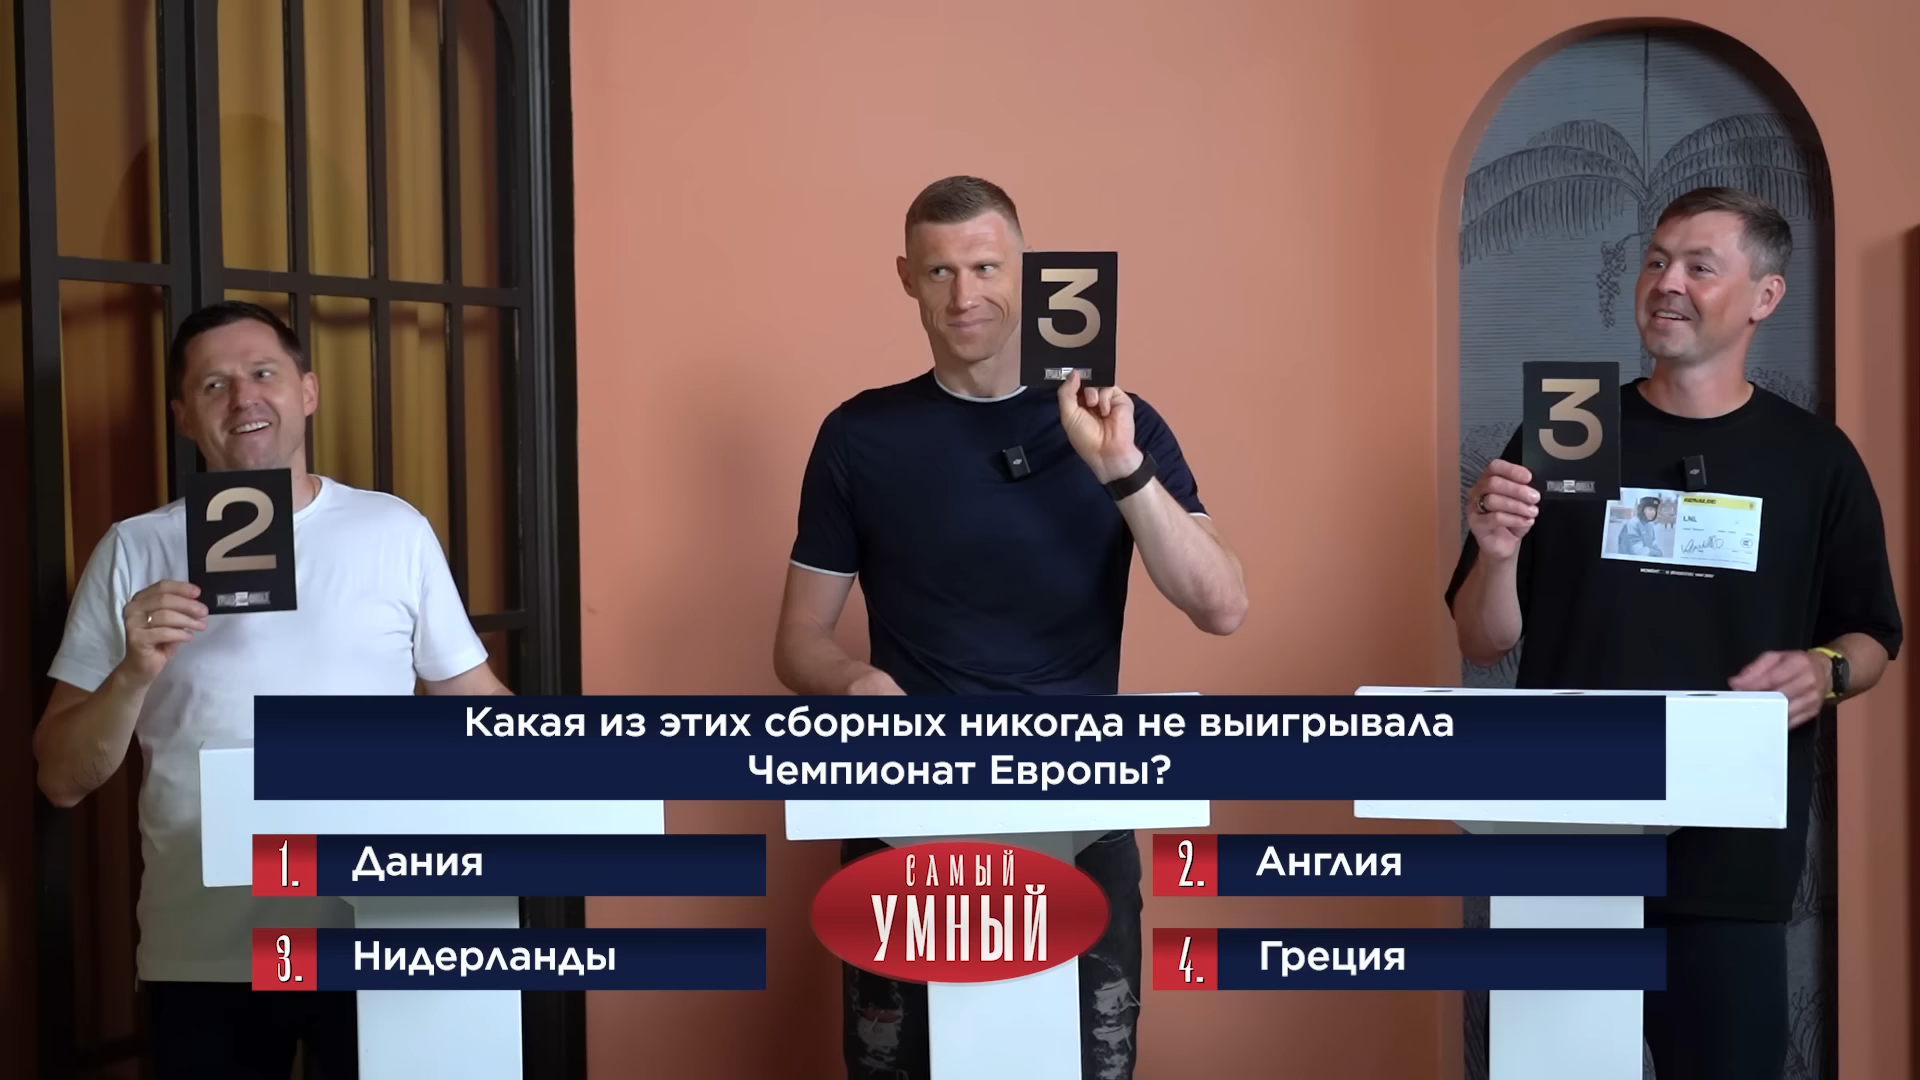 2
3
3
LNL
Какая из этих сборных никогда не выигрывала
Чемпионат Европы?
1. Дания
2. Англия
3. Нидерланды
4. Греция
САМЫЙ
УМНЫЙ